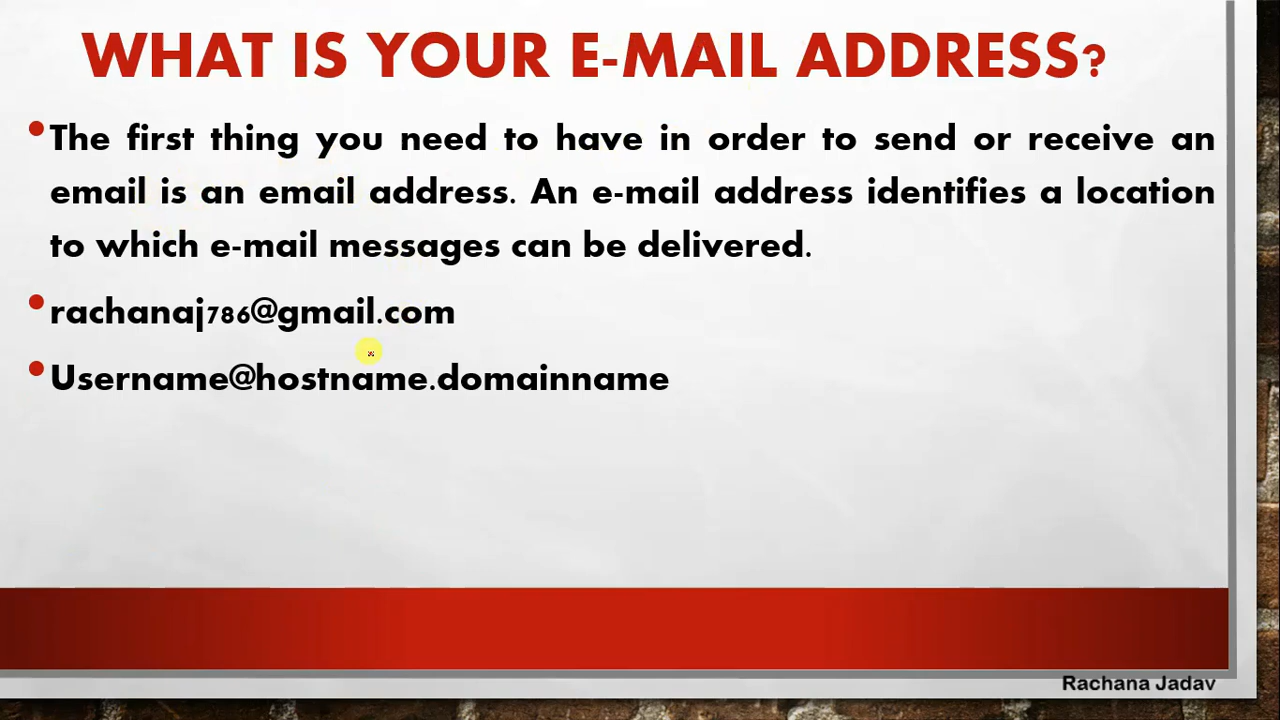 WHAT IS YOUR E-MAIL ADDRESS?
•The first thing you need to have in order to send or receive an
email is an email address. An e-mail address identifies a location
to which e-mail messages can be delivered.
•rachanaj786@gmail.com
•Username@hostname.domainname
Rachana Jadav